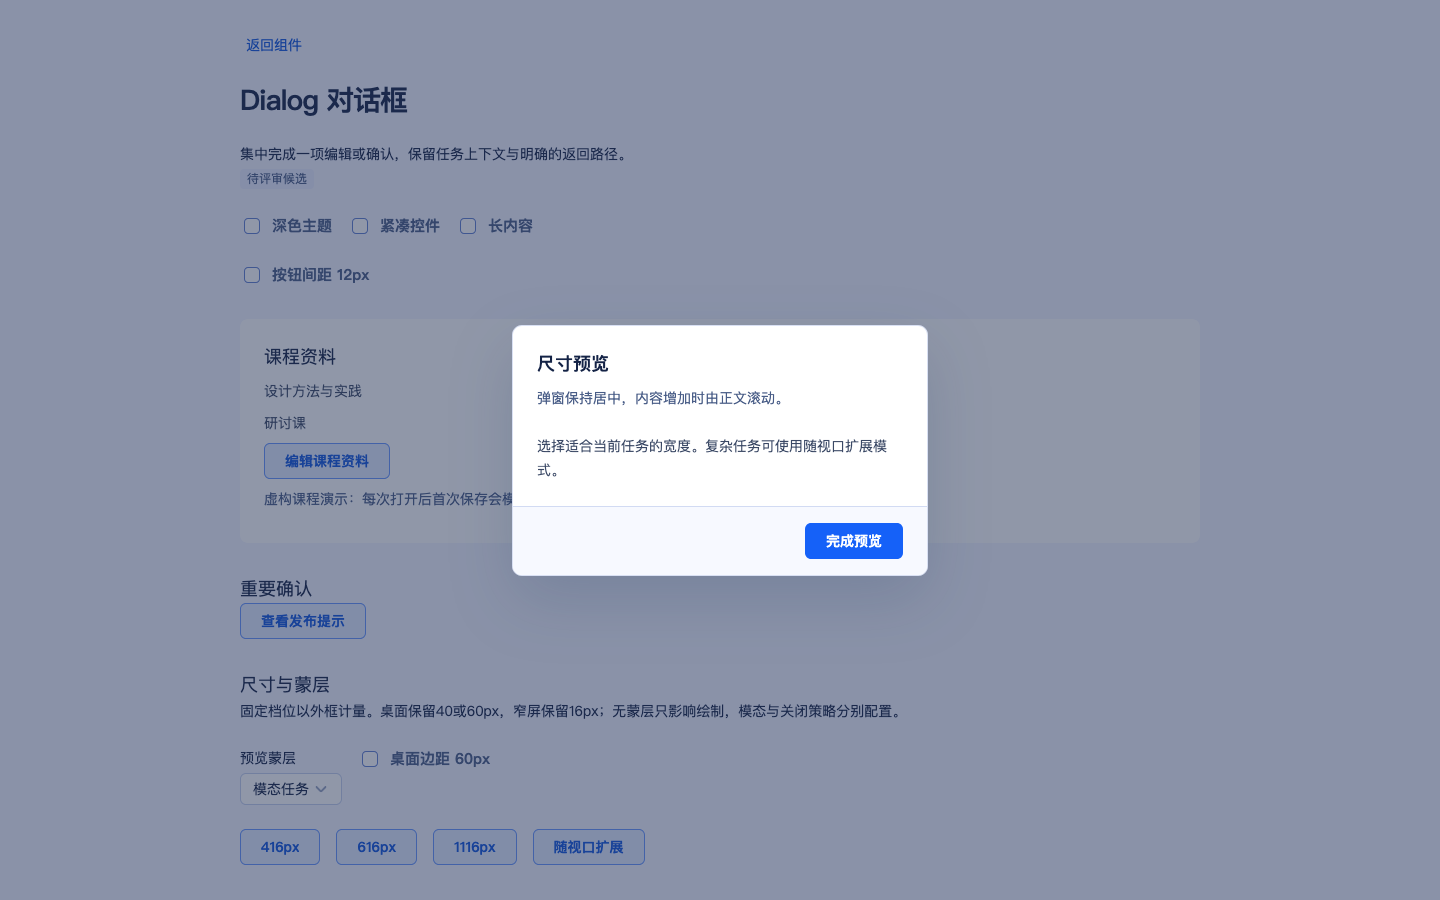 返回组件
Dialog 对话框
集中完成一项编辑或确认，保留任务上下文与明确的返回路径。
待评审候选
深色主题
紧凑控件
长内容
按钮间距 12px
课程资料
设计方法与实践
研讨课
编辑课程资料
虚构课程演示：每次打开后首次保存会模
尺寸预览
弹窗保持居中，内容增加时由正文滚动。
选择适合当前任务的宽度。复杂任务可使用随视口扩展模
式。
完成预览
重要确认
查看发布提示
尺寸与蒙层
固定档位以外框计量。桌面保留40或60px，窄屏保留16px；无蒙层只影响绘制，模态与关闭策略分别配置。
预览蒙层
桌面边距 60px
模态任务
416px
616px
1116px
随视口扩展